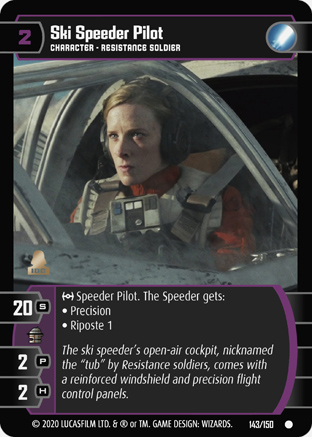 2
Ski Speeder Pilot
CHARACTER • RESISTANCE SOLDIER
20 S
Speeder Pilot. The Speeder gets:
• Precision
• Riposte 1
2 P
2 H
The ski speeder's open-air cockpit, nicknamed
the "tub" by Resistance soldiers, comes with
a reinforced windshield and precision flight
control panels.
© 2020 LUCASFILM LTD. & ® or TM. GAME DESIGN: WIZARDS.
143/150